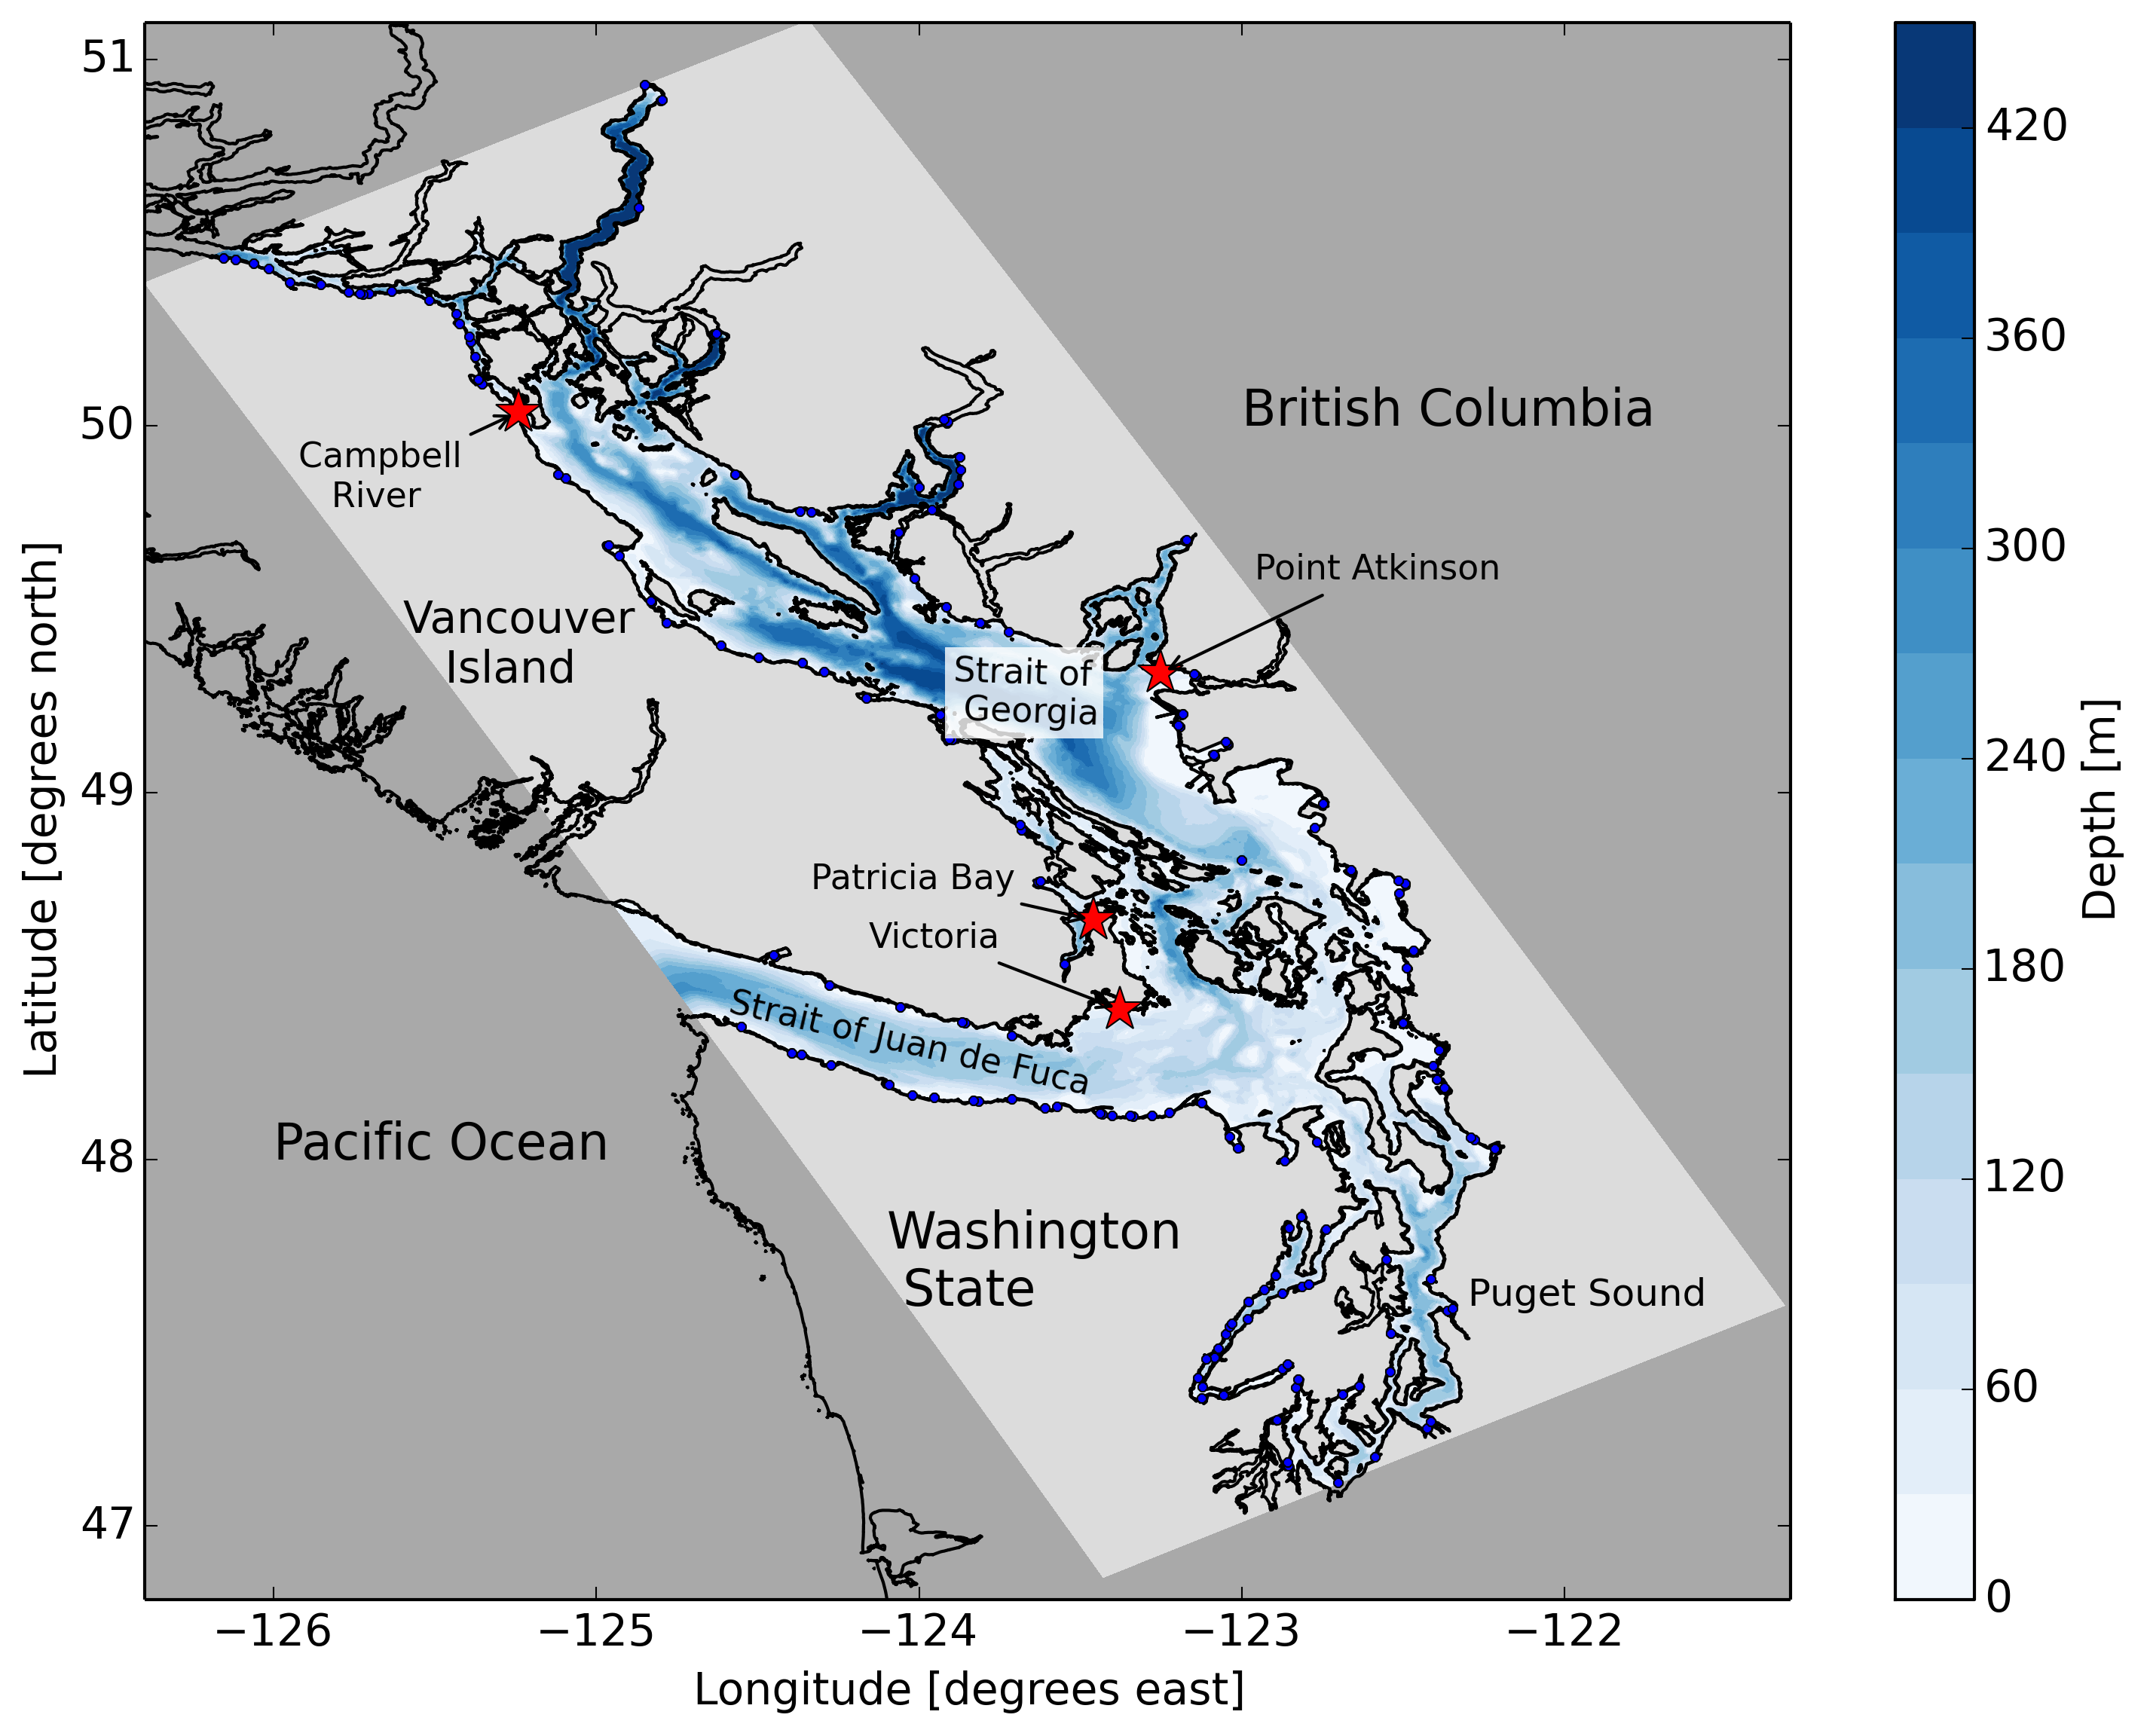 51
50
49
48
47
Latitude [degrees north]
−126
−125
−124
−123
−122
Longitude [degrees east]
British Columbia
Campbell
River
Point Atkinson
Vancouver
Island
Strait of
Georgia
Patricia Bay
Victoria
Strait of Juan de Fuca
Pacific Ocean
Washington
State
Puget Sound
420
360
300
240
180
120
60
0
Depth [m]